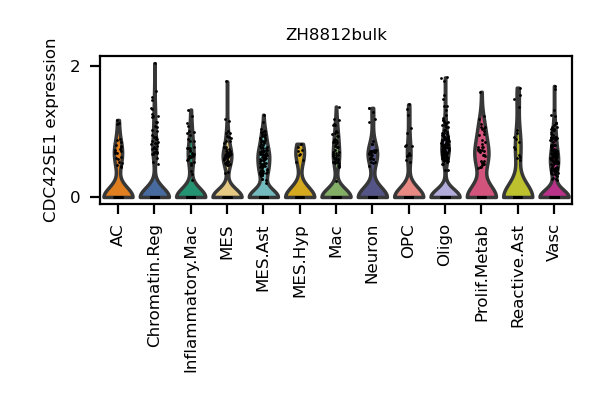 ZH8812bulk
CDC42SE1 expression
2
0
AC
Chromatin.Reg
Inflammatory.Mac
MES
MES.Ast
MES.Hyp
Mac
Neuron
OPC
Oligo
Prolif.Metab
Reactive.Ast
Vasc